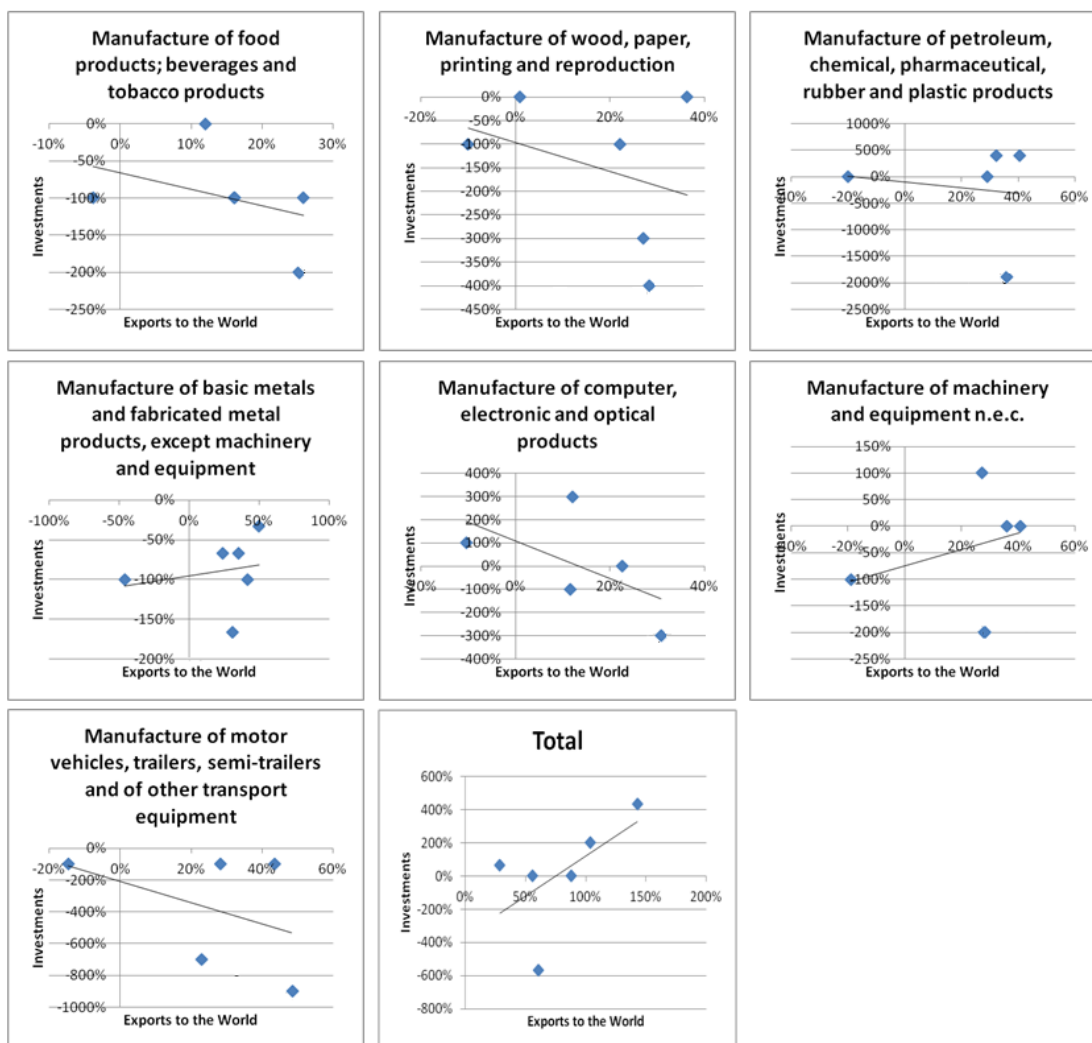 Manufacture of food
products; beverages and
tobacco products
-10% 0% 10% 20% 30%
0%
-50%
-100%
-150%
-200%
-250%
Investments
Exports to the World
Manufacture of wood, paper,
printing and reproduction
-20% 0% 20% 40%
0%
-50%
-100%
-150%
-200%
-250%
-300%
-350%
-400%
-450%
Investments
Exports to the World
Manufacture of petroleum,
chemical, pharmaceutical,
rubber and plastic products
1000%
500%
0%
-40% -20% 0% 20% 40% 60%
-500%
-1000%
-1500%
-2000%
-2500%
Investments
Exports to the World
Manufacture of basic metals
and fabricated metal
products, except machinery
and equipment
0%
-100% -50% 0% 50% 100%
-50%
-100%
-150%
-200%
Investments
Exports to the World
Manufacture of computer,
electronic and optical
products
400%
300%
200%
100%
0%
-20% 0% 20% 40%
-100%
-200%
-300%
-400%
Investments
Exports to the World
Manufacture of machinery
and equipment n.e.c.
150%
100%
50%
0%
-40% -20% 0% 20% 40% 60%
-50%
-100%
-150%
-200%
-250%
Investments
Exports to the World
Manufacture of motor
vehicles, trailers, semi-trailers
and of other transport
equipment
0%
-20% 0% 20% 40% 60%
-200%
-400%
-600%
-800%
-1000%
Investments
Exports to the World
Total
600%
400%
200%
0%
0% 50% 100% 150% 200%
-200%
-400%
-600%
-800%
Investments
Exports to the World